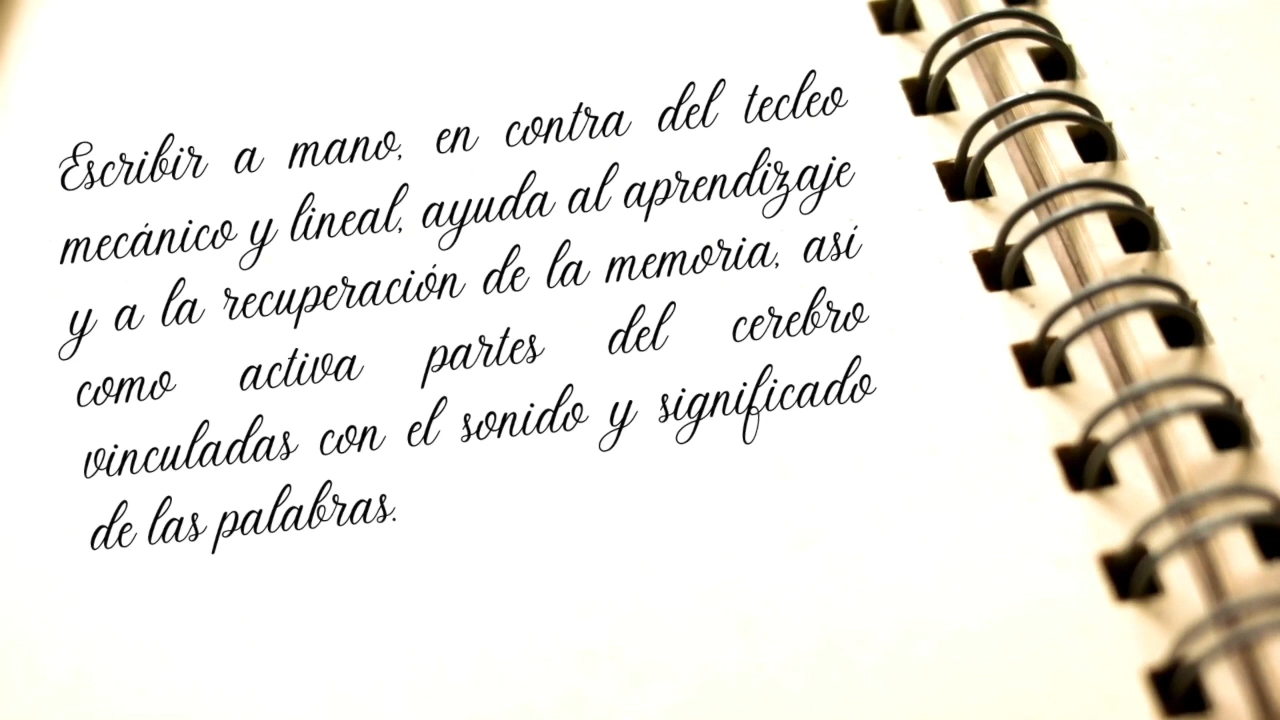 Escribir a mano, en contra del tecleo
mecánico y lineal, ayuda al aprendizaje
y a la recuperación de la memoria, así
como activa partes del cerebro
vinculadas con el sonido y significado
de las palabras.